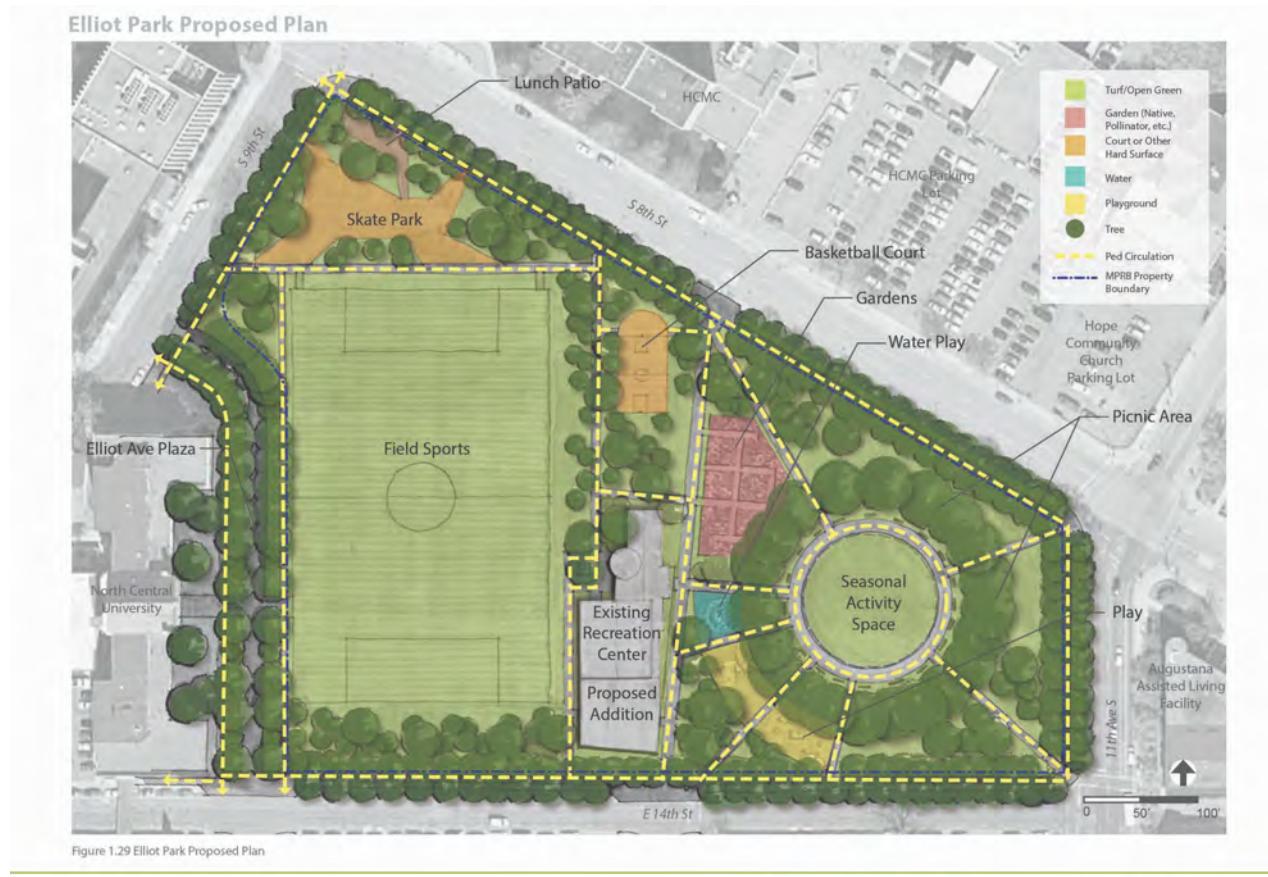 Elliot Park Proposed Plan
Lunch Patio
HCMC
S 9th St
Skate Park
S 8th St
HCMC Parking
Lot
Turf/Open Green
Garden (Native,
Pollinator, etc.)
Court or Other
Hard Surface
Water
Playground
Tree
Ped Circulation
MPRB Property
Boundary
Basketball Court
Gardens
Water Play
Hope
Community
Church
Parking Lot
Picnic Area
Elliot Ave Plaza
Field Sports
North Central
University
Existing
Recreation
Center
Proposed
Addition
Seasonal
Activity
Space
Play
Augustana
Assisted Living
Facility
11th Ave S
E 14th St
0 50' 100'
Figure 1.29 Elliot Park Proposed Plan